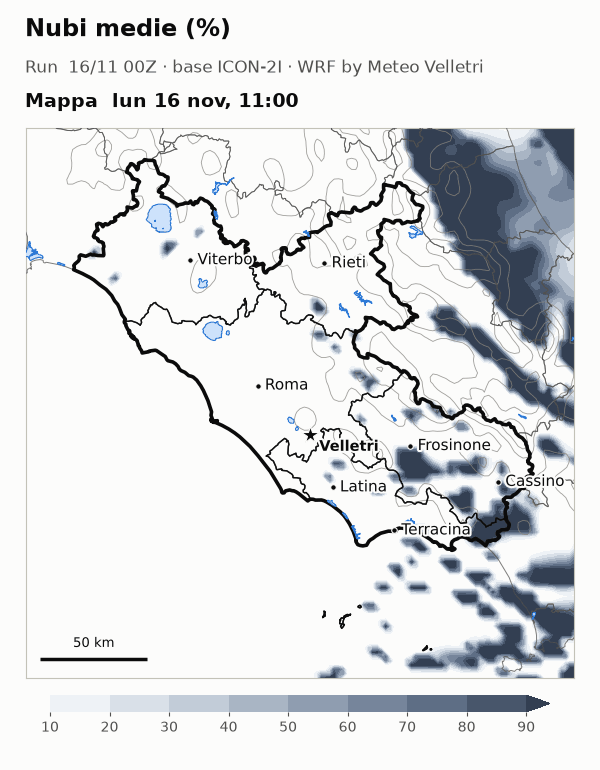 Nubi medie (%)
Run  16/11 00Z · base ICON-2I · WRF by Meteo Velletri
Mappa  lun 16 nov, 11:00
Viterbo
Rieti
Roma
Velletri
Frosinone
Latina
Cassino
Terracina
50 km
10 20 30 40 50 60 70 80 90